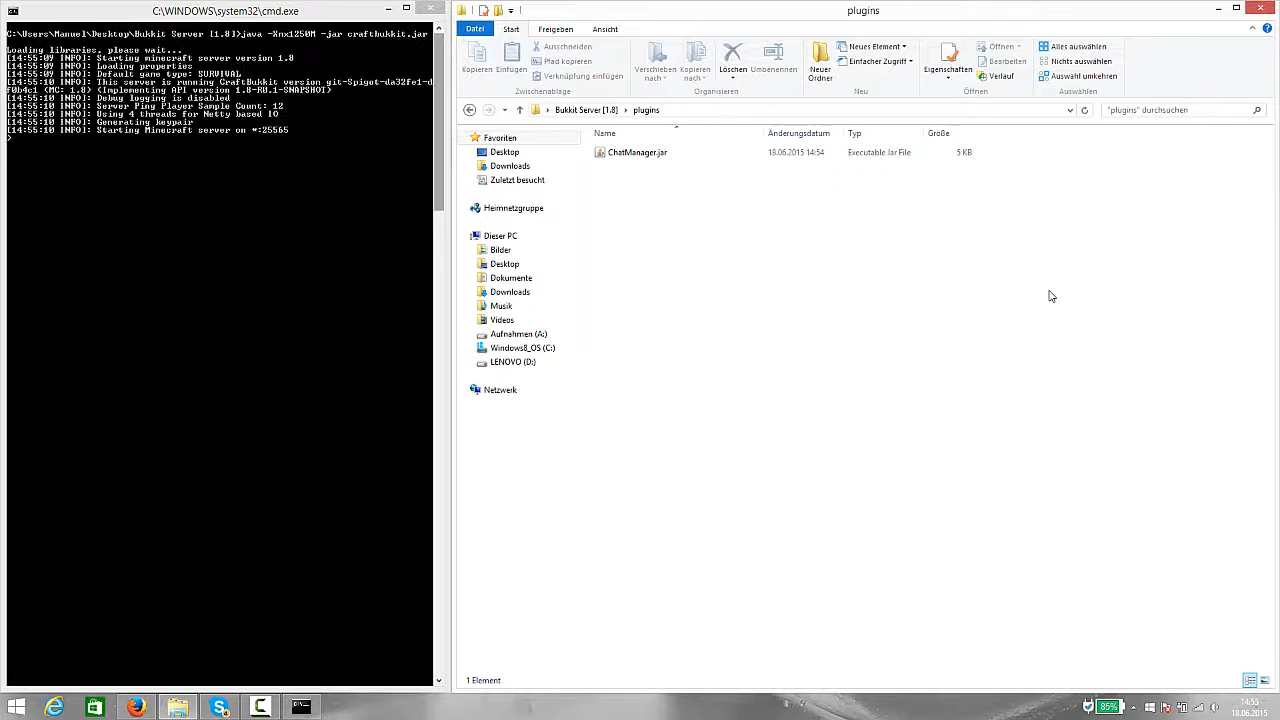 C:\WINDOWS\system32\cmd.exe
C:\Users\Manuel\Desktop\Bukkit Server [1.8]>java -Xmx1250M -jar craftbukkit.jar
Loading libraries, please wait...
[14:55:09 INFO]: Starting minecraft server version 1.8
[14:55:09 INFO]: Loading properties
[14:55:09 INFO]: Default game type: SURVIVAL
[14:55:10 INFO]: This server is running CraftBukkit version git-Spigot-da32fe1-d
f0b4c1 (MC: 1.8) (Implementing API version 1.8-R0.1-SNAPSHOT)
[14:55:10 INFO]: Debug logging is disabled
[14:55:10 INFO]: Server Ping Player Sample Count: 12
[14:55:10 INFO]: Using 4 threads for Netty based IO
[14:55:10 INFO]: Generating keypair
[14:55:10 INFO]: Starting Minecraft server on *:25565
>
plugins
Datei Start Freigeben Ansicht
Kopieren Einfügen
Ausschneiden
Pfad kopieren
Verknüpfung einfügen
Zwischenablage
Verschieben nach
Kopieren nach
Löschen
Umbenennen
Organisieren
Neuer Ordner
Neues Element
Einfacher Zugriff
Neu
Eigenschaften
Öffnen
Bearbeiten
Verlauf
Öffnen
Alles auswählen
Nichts auswählen
Auswahl umkehren
Auswählen
Bukkit Server [1.8] plugins
"plugins" durchsuchen
Name Änderungsdatum Typ Größe
ChatManager.jar 18.06.2015 14:54 Executable Jar File 5 KB
Favoriten
Desktop
Downloads
Zuletzt besucht
Heimnetzgruppe
Dieser PC
Bilder
Desktop
Dokumente
Downloads
Musik
Videos
Aufnahmen (A:)
Windows8_OS (C:)
LENOVO (D:)
Netzwerk
1 Element
85%
14:55
18.06.2015